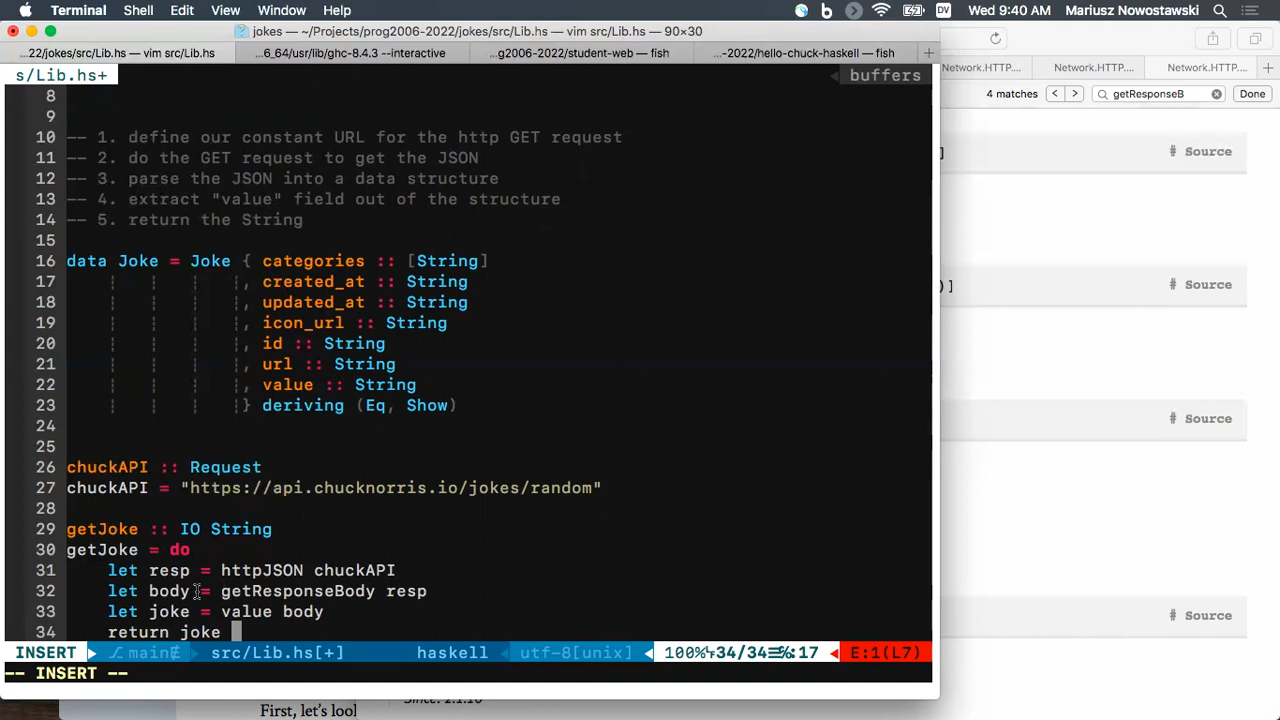 Terminal Shell Edit View Window Help DV Wed 9:40 AM Mariusz Nowostawski
jokes — ~/Projects/prog2006-2022/jokes/src/Lib.hs — vim src/Lib.hs — 90×30
...22/jokes/src/Lib.hs — vim src/Lib.hs ...6_64/usr/lib/ghc-8.4.3 --interactive ...g2006-2022/student-web — fish ...-2022/hello-chuck-haskell — fish +
Network.HTTP.... Network.HTTP.... Network.HTTP.... +
s/Lib.hs+ buffers
4 matches < > getResponseB Done
8
9
10 -- 1. define our constant URL for the http GET request
11 -- 2. do the GET request to get the JSON
12 -- 3. parse the JSON into a data structure
13 -- 4. extract "value" field out of the structure
14 -- 5. return the String
15
16 data Joke = Joke { categories :: [String]
17 , created_at :: String
18 , updated_at :: String
19 , icon_url :: String
20 , id :: String
21 , url :: String
22 , value :: String
23 } deriving (Eq, Show)
24
25
26 chuckAPI :: Request
27 chuckAPI = "https://api.chucknorris.io/jokes/random"
28
29 getJoke :: IO String
30 getJoke = do
31 let resp = httpJSON chuckAPI
32 let body = getResponseBody resp
33 let joke = value body
34 return joke
INSERT main src/Lib.hs[+] haskell utf-8[unix] 100% 34/34 :17 E:1(L7)
-- INSERT --
] # Source
)] # Source
# Source
# Source
First, let's lool